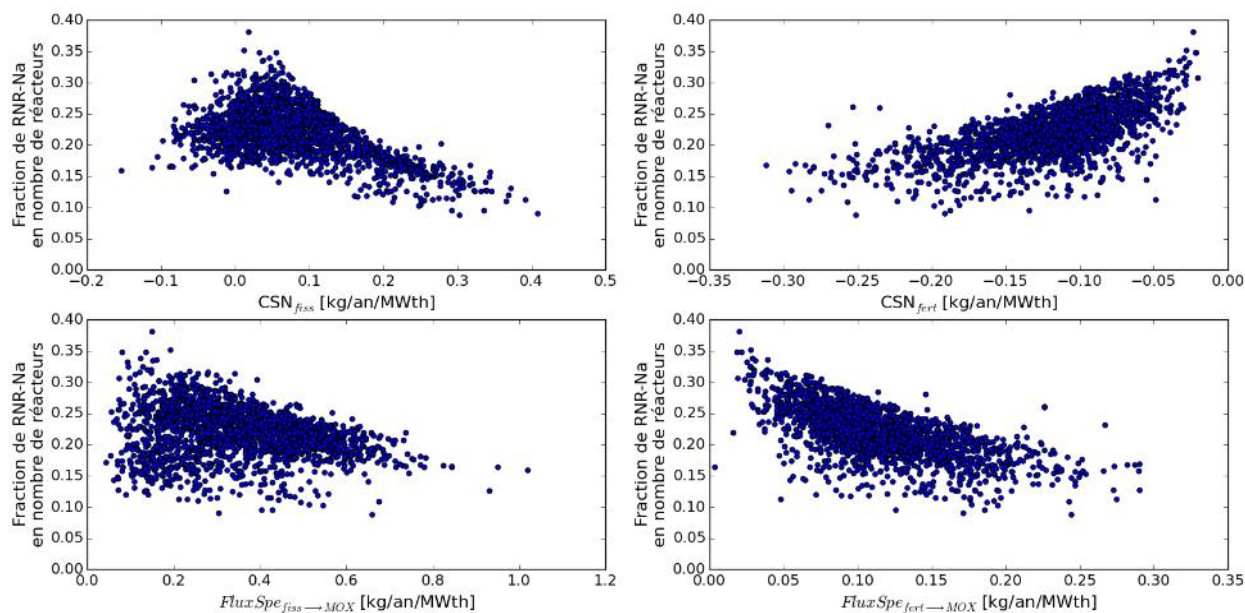 0.40
0.35
0.30
0.25
0.20
0.15
0.10
0.05
0.00
Fraction de RNR-Na
en nombre de réacteurs
−0.2 −0.1 0.0 0.1 0.2 0.3 0.4 0.5
CSN_fiss [kg/an/MWth]
0.40
0.35
0.30
0.25
0.20
0.15
0.10
0.05
0.00
Fraction de RNR-Na
en nombre de réacteurs
−0.35 −0.30 −0.25 −0.20 −0.15 −0.10 −0.05 0.00
CSN_fert [kg/an/MWth]
0.40
0.35
0.30
0.25
0.20
0.15
0.10
0.05
0.00
Fraction de RNR-Na
en nombre de réacteurs
0.0 0.2 0.4 0.6 0.8 1.0 1.2
FluxSpe_fiss⟶MOX [kg/an/MWth]
0.40
0.35
0.30
0.25
0.20
0.15
0.10
0.05
0.00
Fraction de RNR-Na
en nombre de réacteurs
0.00 0.05 0.10 0.15 0.20 0.25 0.30 0.35
FluxSpe_fert⟶MOX [kg/an/MWth]